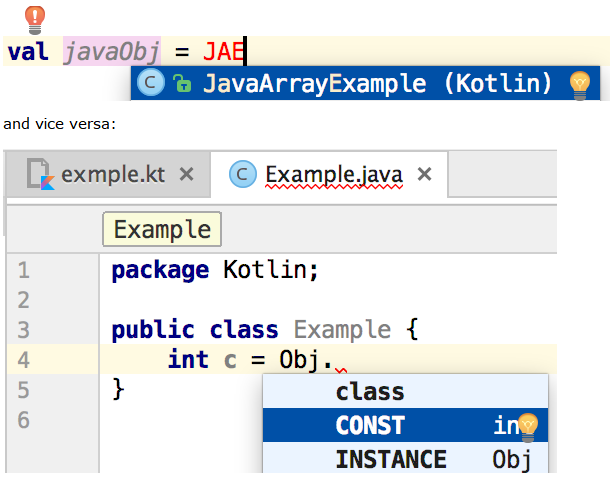 val javaObj = JAE
C JavaArrayExample (Kotlin)
and vice versa:
exmple.kt × C Example.java ×
Example
1 package Kotlin;
2
3 public class Example {
4 int c = Obj.
5 }
6
class
CONST in
INSTANCE Obj